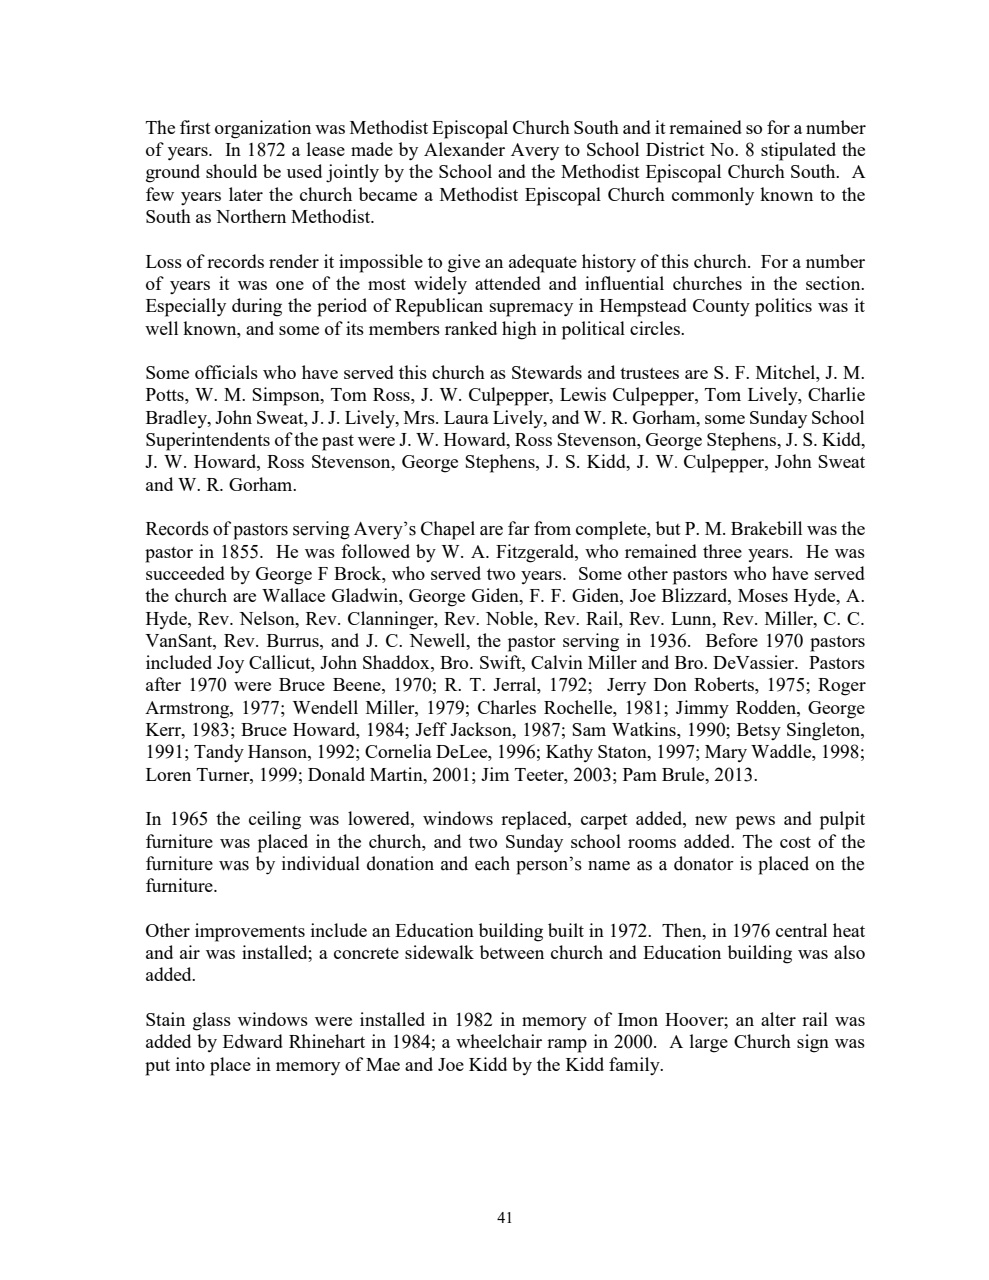 The first organization was Methodist Episcopal Church South and it remained so for a number
of years.  In 1872 a lease made by Alexander Avery to School District No. 8 stipulated the
ground should be used jointly by the School and the Methodist Episcopal Church South.  A
few years later the church became a Methodist Episcopal Church commonly known to the
South as Northern Methodist.
Loss of records render it impossible to give an adequate history of this church.  For a number
of years it was one of the most widely attended and influential churches in the section.
Especially during the period of Republican supremacy in Hempstead County politics was it
well known, and some of its members ranked high in political circles.
Some officials who have served this church as Stewards and trustees are S. F. Mitchel, J. M.
Potts, W. M. Simpson, Tom Ross, J. W. Culpepper, Lewis Culpepper, Tom Lively, Charlie
Bradley, John Sweat, J. J. Lively, Mrs. Laura Lively, and W. R. Gorham, some Sunday School
Superintendents of the past were J. W. Howard, Ross Stevenson, George Stephens, J. S. Kidd,
J. W. Howard, Ross Stevenson, George Stephens, J. S. Kidd, J. W. Culpepper, John Sweat
and W. R. Gorham.
Records of pastors serving Avery’s Chapel are far from complete, but P. M. Brakebill was the
pastor in 1855.  He was followed by W. A. Fitzgerald, who remained three years.  He was
succeeded by George F Brock, who served two years.  Some other pastors who have served
the church are Wallace Gladwin, George Giden, F. F. Giden, Joe Blizzard, Moses Hyde, A.
Hyde, Rev. Nelson, Rev. Clanninger, Rev. Noble, Rev. Rail, Rev. Lunn, Rev. Miller, C. C.
VanSant, Rev. Burrus, and J. C. Newell, the pastor serving in 1936.  Before 1970 pastors
included Joy Callicut, John Shaddox, Bro. Swift, Calvin Miller and Bro. DeVassier.  Pastors
after 1970 were Bruce Beene, 1970; R. T. Jerral, 1792;  Jerry Don Roberts, 1975; Roger
Armstrong, 1977; Wendell Miller, 1979; Charles Rochelle, 1981; Jimmy Rodden, George
Kerr, 1983; Bruce Howard, 1984; Jeff Jackson, 1987; Sam Watkins, 1990; Betsy Singleton,
1991; Tandy Hanson, 1992; Cornelia DeLee, 1996; Kathy Staton, 1997; Mary Waddle, 1998;
Loren Turner, 1999; Donald Martin, 2001; Jim Teeter, 2003; Pam Brule, 2013.
In 1965 the ceiling was lowered, windows replaced, carpet added, new pews and pulpit
furniture was placed in the church, and two Sunday school rooms added. The cost of the
furniture was by individual donation and each person’s name as a donator is placed on the
furniture.
Other improvements include an Education building built in 1972.  Then, in 1976 central heat
and air was installed; a concrete sidewalk between church and Education building was also
added.
Stain glass windows were installed in 1982 in memory of Imon Hoover; an alter rail was
added by Edward Rhinehart in 1984; a wheelchair ramp in 2000.  A large Church sign was
put into place in memory of Mae and Joe Kidd by the Kidd family.
41